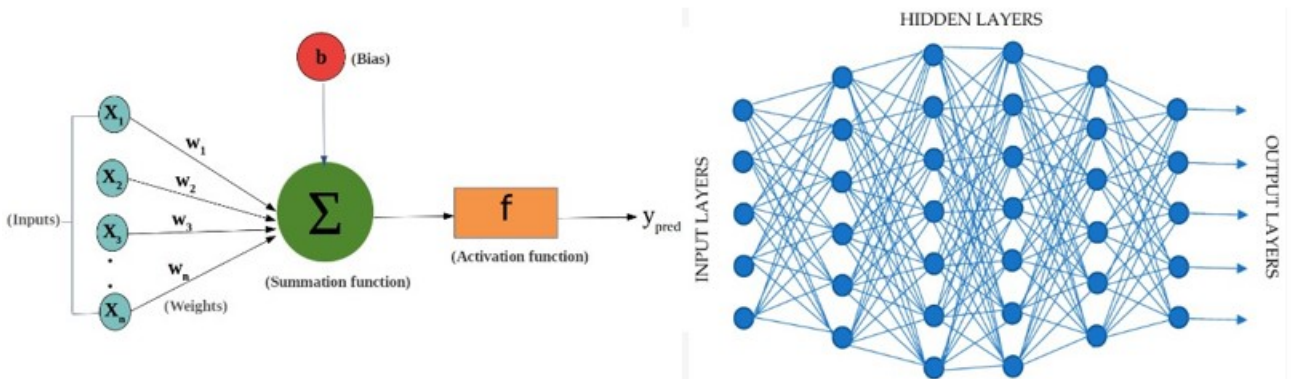 b (Bias)
X1
w1
X2
w2
(Inputs)
X3
w3
Σ
f
ypred
wn
(Summation function)
(Activation function)
Xn
(Weights)
HIDDEN LAYERS
INPUT LAYERS
OUTPUT LAYERS